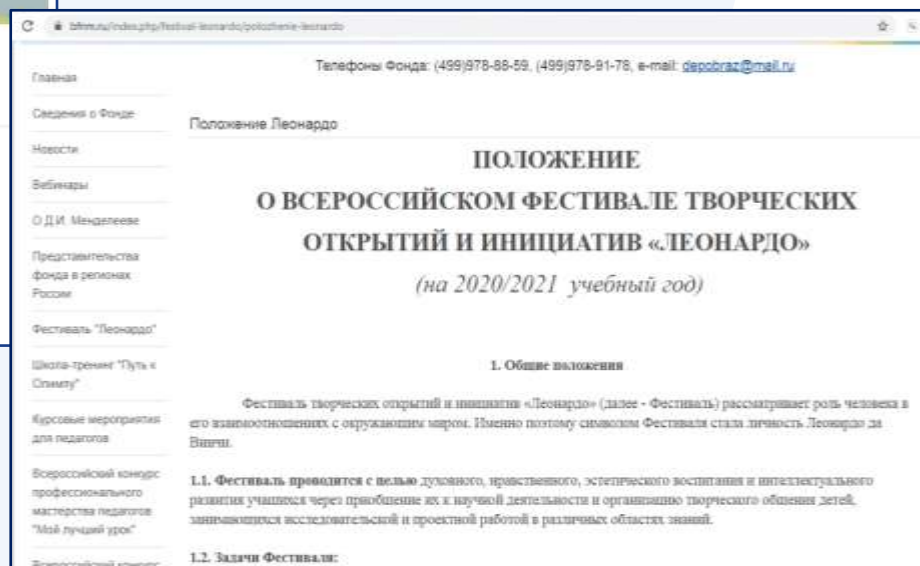 bfnm.ru/index.php/festival-leonardo/polozhenie-leonardo
Телефоны Фонда: (499)978-88-59, (499)978-91-78, e-mail: depobraz@mail.ru
Главная
Сведения о Фонде
Новости
Вебинары
О Д.И. Менделееве
Представительства
фонда в регионах
России
Фестиваль "Леонардо"
Школа-тренинг "Путь к
Олимпу"
Курсовые мероприятия
для педагогов
Всероссийский конкурс
профессионального
мастерства педагогов
"Мой лучший урок"
Всероссийский конкурс
Положение Леонардо
ПОЛОЖЕНИЕ
О ВСЕРОССИЙСКОМ ФЕСТИВАЛЕ ТВОРЧЕСКИХ
ОТКРЫТИЙ И ИНИЦИАТИВ «ЛЕОНАРДО»
(на 2020/2021 учебный год)
1. Общие положения
Фестиваль творческих открытий и инициатив «Леонардо» (далее - Фестиваль) рассматривает роль человека в
его взаимоотношениях с окружающим миром. Именно поэтому символом Фестиваля стала личность Леонардо да
Винчи.
1.1. Фестиваль проводится с целью духовного, нравственного, эстетического воспитания и интеллектуального
развития учащихся через приобщение их к научной деятельности и организацию творческого общения детей,
занимающихся исследовательской и проектной работой в различных областях знаний.
1.2. Задачи Фестиваля: